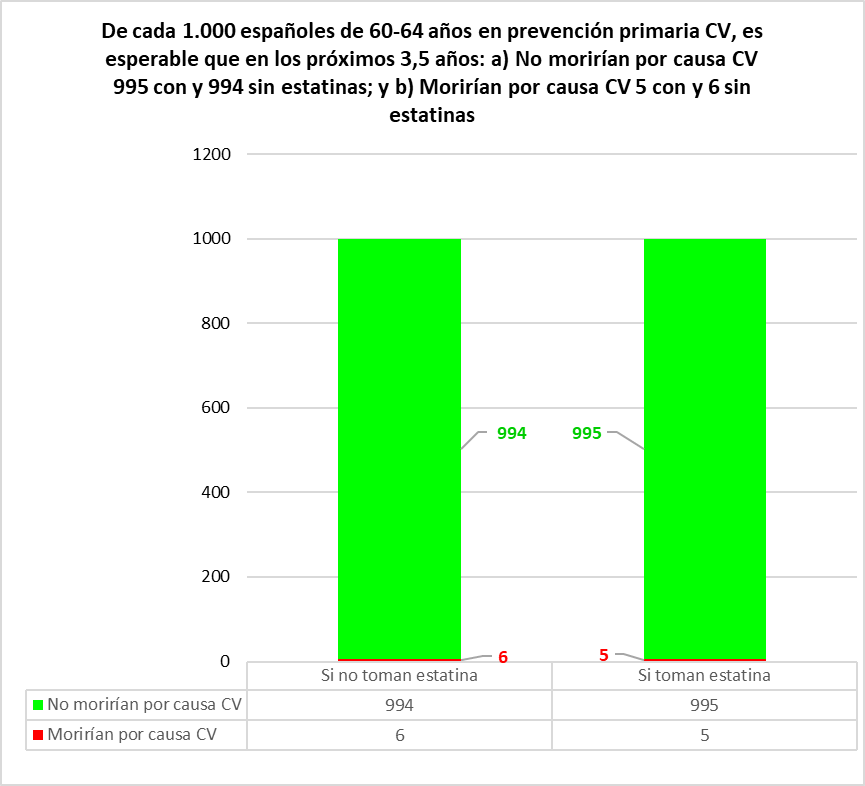 De cada 1.000 españoles de 60-64 años en prevención primaria CV, es
esperable que en los próximos 3,5 años: a) No morirían por causa CV
995 con y 994 sin estatinas; y b) Morirían por causa CV 5 con y 6 sin
estatinas
1200
1000
800
600
400
200
0
994
995
6
5
Si no toman estatina
Si toman estatina
No morirían por causa CV 994 995
Morirían por causa CV 6 5